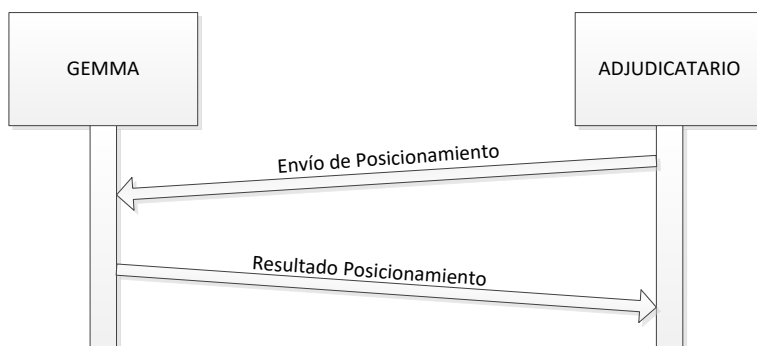 GEMMA
ADJUDICATARIO
Envío de Posicionamiento
Resultado Posicionamiento